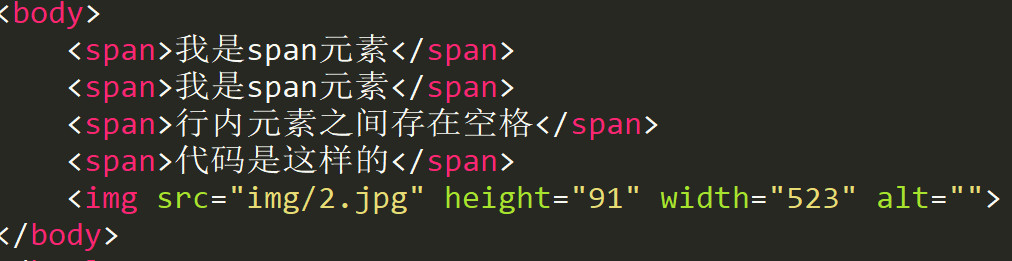 <body>
<span>我是span元素</span>
<span>我是span元素</span>
<span>行内元素之间存在空格</span>
<span>代码是这样的</span>
<img src="img/2.jpg" height="91" width="523" alt="">
</body>